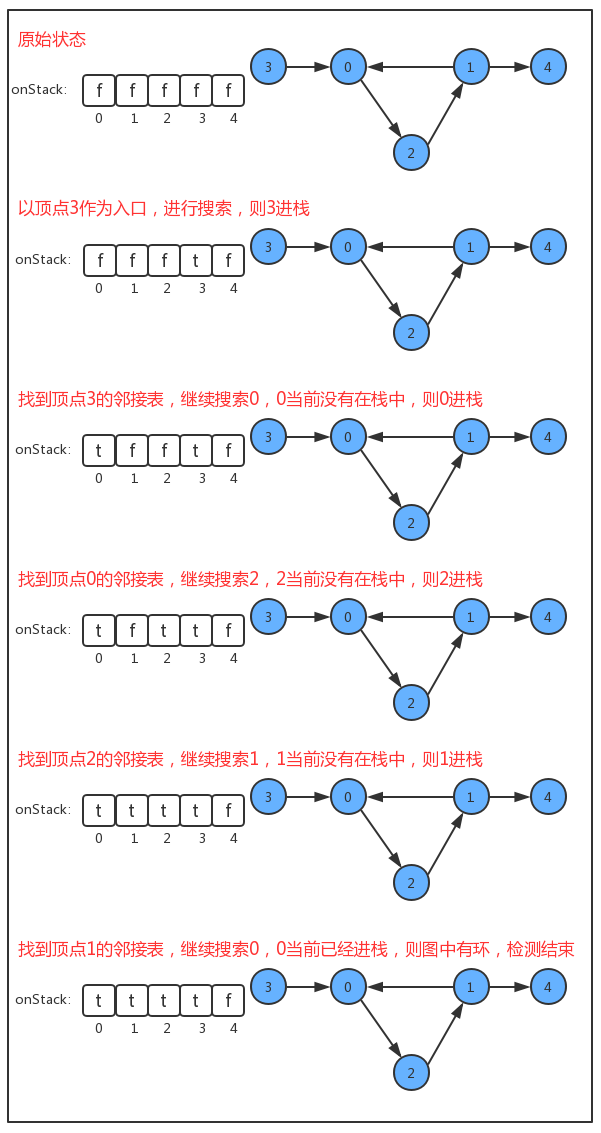 原始状态
3 0 1 4
onStack: f f f f f
0 1 2 3 4
2
以顶点3作为入口，进行搜索，则3进栈
3 0 1 4
onStack: f f f t f
0 1 2 3 4
2
找到顶点3的邻接表，继续搜索0，0当前没有在栈中，则0进栈
3 0 1 4
onStack: t f f t f
0 1 2 3 4
2
找到顶点0的邻接表，继续搜索2，2当前没有在栈中，则2进栈
3 0 1 4
onStack: t f t t f
0 1 2 3 4
2
找到顶点2的邻接表，继续搜索1，1当前没有在栈中，则1进栈
3 0 1 4
onStack: t t t t f
0 1 2 3 4
2
找到顶点1的邻接表，继续搜索0，0当前已经进栈，则图中有环，检测结束
3 0 1 4
onStack: t t t t f
0 1 2 3 4
2